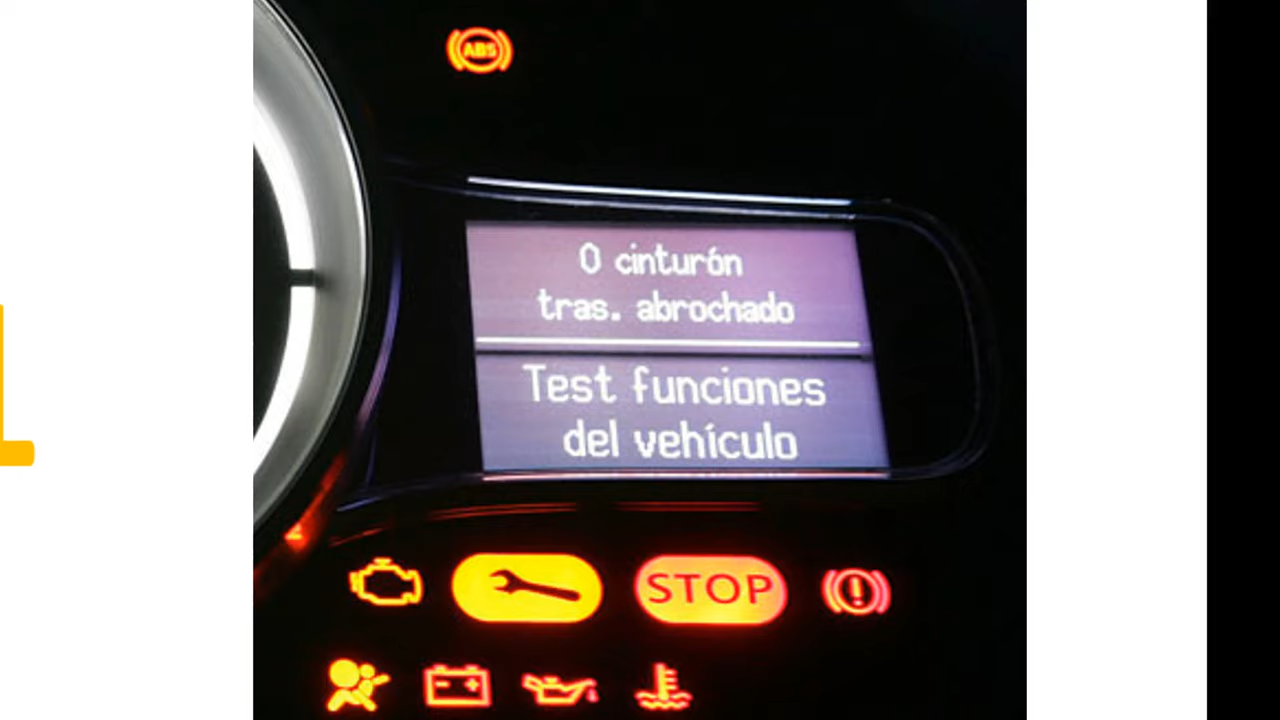 ABS
0 cinturón
tras. abrochado
Test funciones
del vehículo
STOP